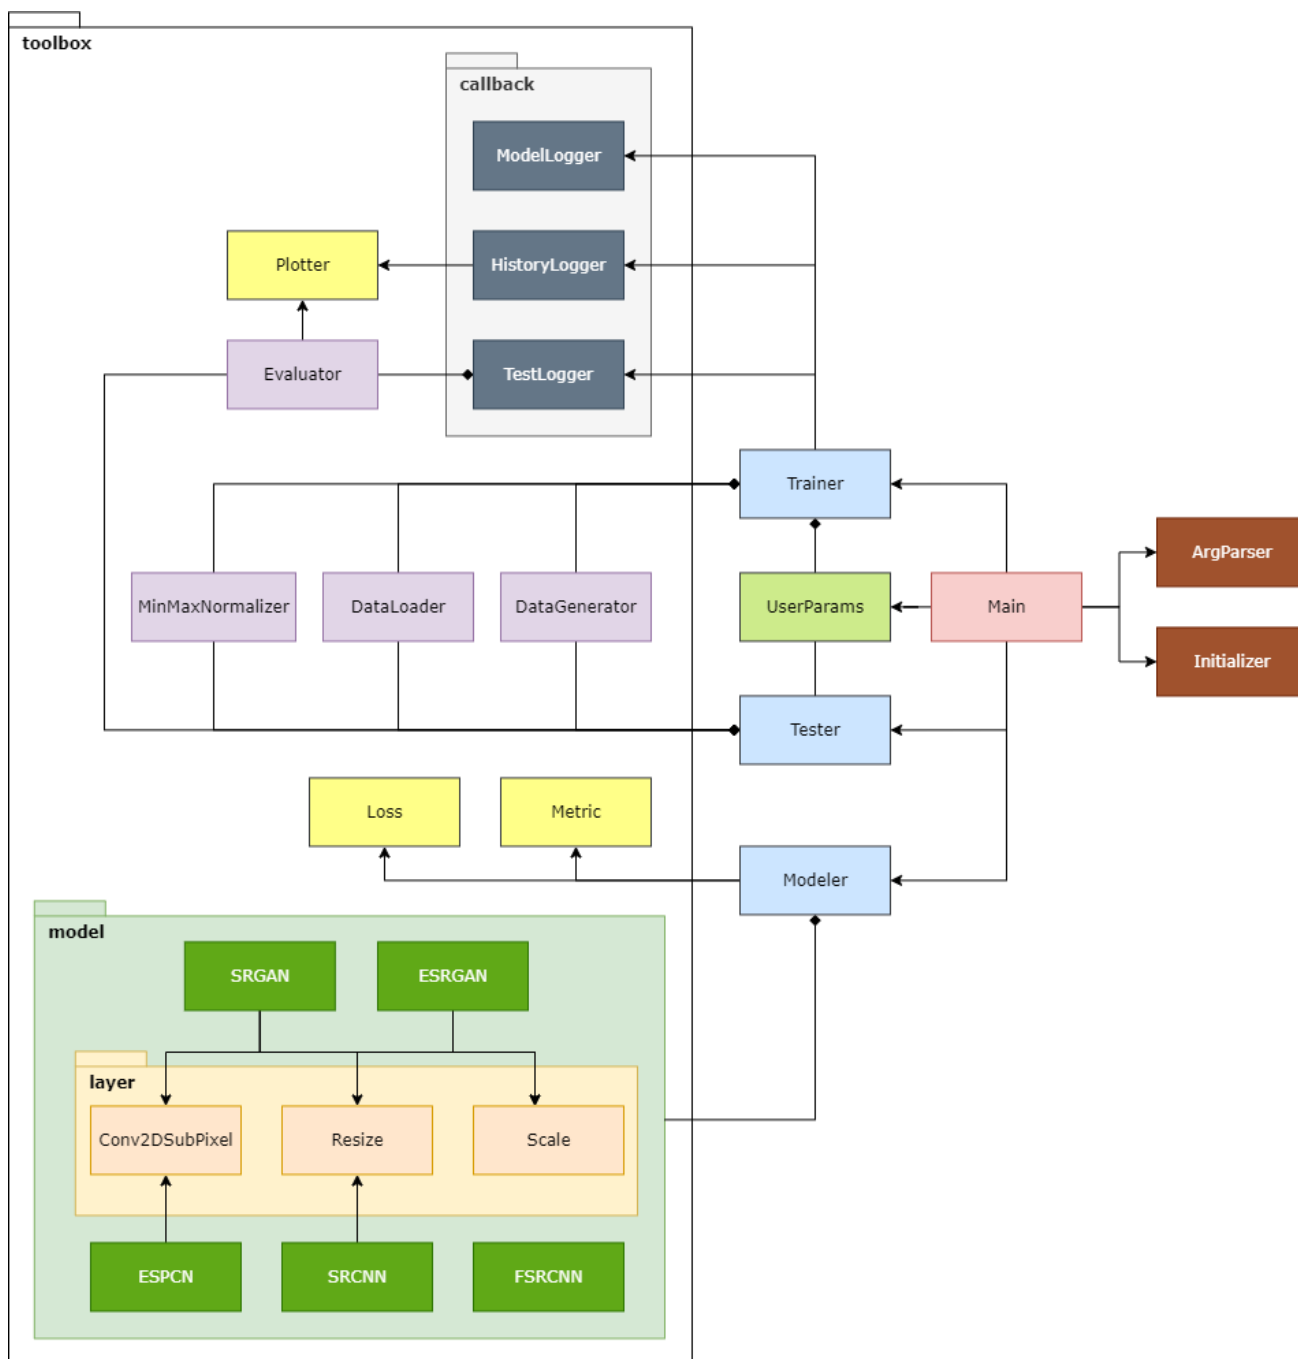 toolbox
callback
ModelLogger
Plotter
HistoryLogger
Evaluator
TestLogger
Trainer
ArgParser
MinMaxNormalizer
DataLoader
DataGenerator
UserParams
Main
Initializer
Tester
Loss
Metric
Modeler
model
SRGAN
ESRGAN
layer
Conv2DSubPixel
Resize
Scale
ESPCN
SRCNN
FSRCNN